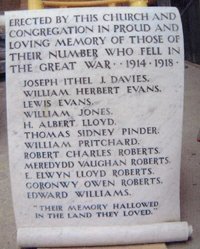 ERECTED BY THIS CHURCH AND
CONGREGATION IN PROUD AND
LOVING MEMORY OF THOSE OF
THEIR NUMBER WHO FELL IN
THE GREAT WAR·· 1914·1918·
JOSEPH ITHEL J. DAVIES,
WILLIAM HERBERT EVANS,
LEWIS EVANS,
WILLIAM JONES,
H. ALBERT LLOYD,
THOMAS SIDNEY PINDER,
WILLIAM PRITCHARD,
ROBERT CHARLES ROBERTS,
MEREDYDD VAUGHAN ROBERTS,
E. ELWYN LLOYD ROBERTS,
GORONWY OWEN ROBERTS,
EDWARD WILLIAMS.
"THEIR MEMORY HALLOWED
IN THE LAND THEY LOVED."